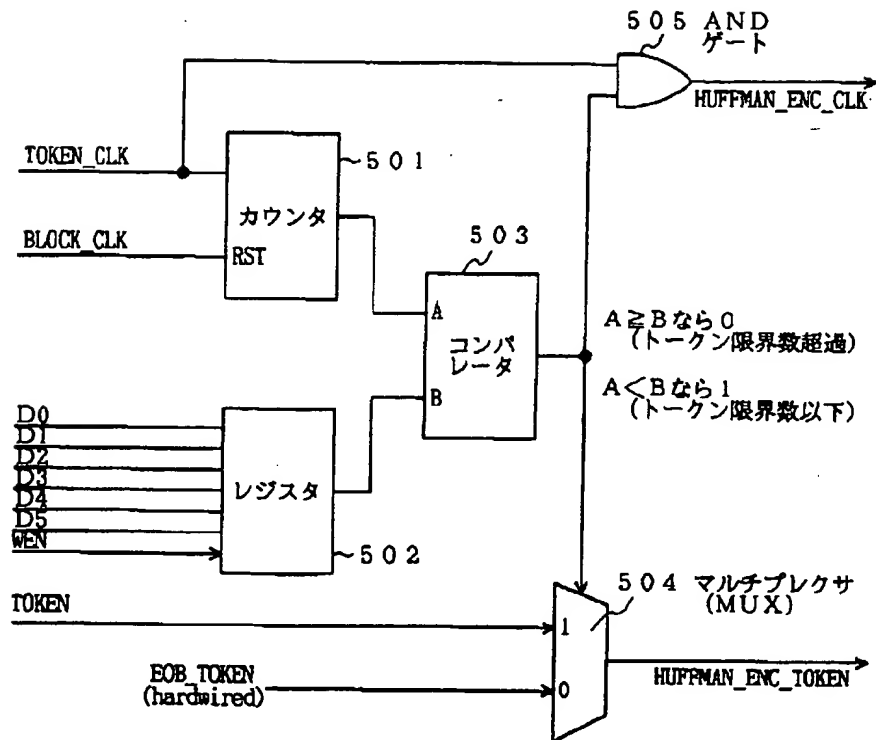 505 AND
ゲート
HUFFMAN_ENC_CLK
TOKEN_CLK
501
カウンタ
BLOCK_CLK
RST
503
A
コンパ
レータ
B
A≧Bなら0
(トークン限界数超過)
A<Bなら1
(トークン限界数以下)
D0
D1
D2
D3
D4
D5
WEN
レジスタ
502
504 マルチプレクサ
(MUX)
TOKEN
1
EOB_TOKEN
(hardwired)
0
HUFFMAN_ENC_TOKEN